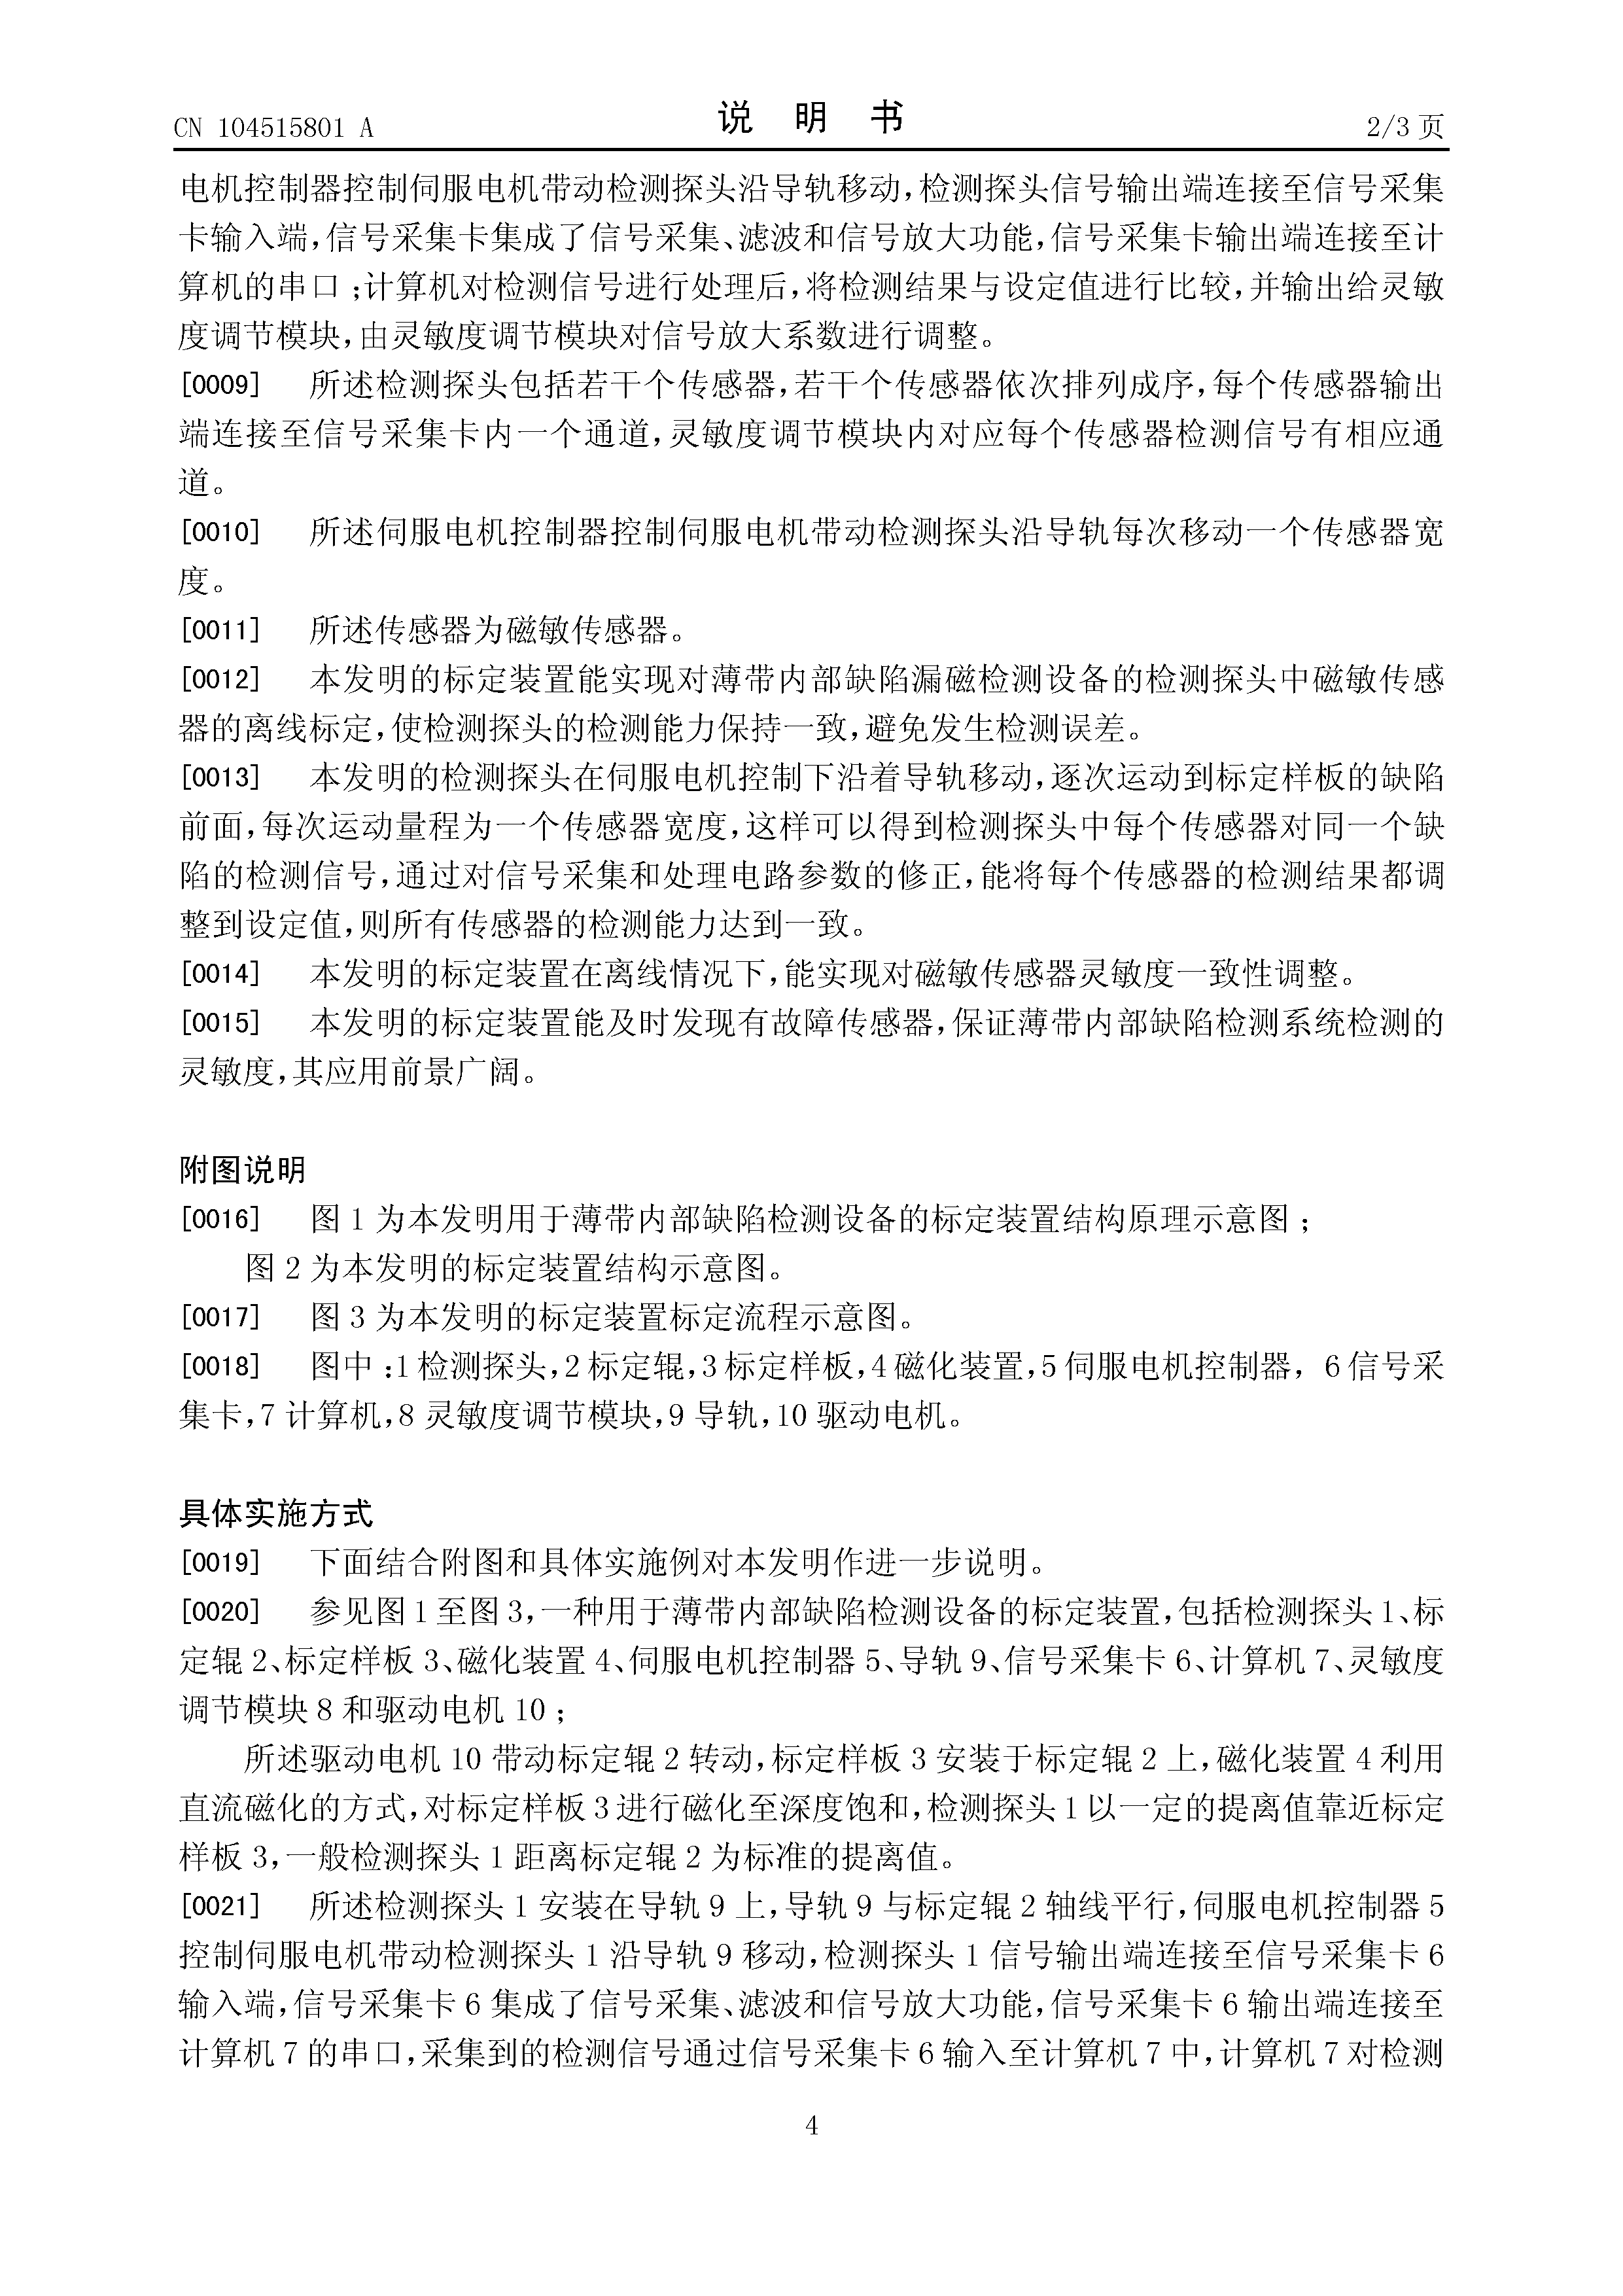 CN 104515801 A
说 明 书
2/3 页
电机控制器控制伺服电机带动检测探头沿导轨移动,检测探头信号输出端连接至信号采集
卡输入端,信号采集卡集成了信号采集、滤波和信号放大功能,信号采集卡输出端连接至计
算机的串口;计算机对检测信号进行处理后,将检测结果与设定值进行比较,并输出给灵敏
度调节模块,由灵敏度调节模块对信号放大系数进行调整。
[0009] 所述检测探头包括若干个传感器,若干个传感器依次排列成序,每个传感器输出
端连接至信号采集卡内一个通道,灵敏度调节模块内对应每个传感器检测信号有相应通
道。
[0010] 所述伺服电机控制器控制伺服电机带动检测探头沿导轨每次移动一个传感器宽
度。
[0011] 所述传感器为磁敏传感器。
[0012] 本发明的标定装置能实现对薄带内部缺陷漏磁检测设备的检测探头中磁敏传感
器的离线标定,使检测探头的检测能力保持一致,避免发生检测误差。
[0013] 本发明的检测探头在伺服电机控制下沿着导轨移动,逐次运动到标定样板的缺陷
前面,每次运动量程为一个传感器宽度,这样可以得到检测探头中每个传感器对同一个缺
陷的检测信号,通过对信号采集和处理电路参数的修正,能将每个传感器的检测结果都调
整到设定值,则所有传感器的检测能力达到一致。
[0014] 本发明的标定装置在离线情况下,能实现对磁敏传感器灵敏度一致性调整。
[0015] 本发明的标定装置能及时发现有故障传感器,保证薄带内部缺陷检测系统检测的
灵敏度,其应用前景广阔。
附图说明
[0016] 图 1 为本发明用于薄带内部缺陷检测设备的标定装置结构原理示意图;
图 2 为本发明的标定装置结构示意图。
[0017] 图 3 为本发明的标定装置标定流程示意图。
[0018] 图中:1 检测探头,2 标定辊,3 标定样板,4 磁化装置,5 伺服电机控制器, 6 信号采
集卡,7 计算机,8 灵敏度调节模块,9 导轨,10 驱动电机。
具体实施方式
[0019] 下面结合附图和具体实施例对本发明作进一步说明。
[0020] 参见图 1 至图 3,一种用于薄带内部缺陷检测设备的标定装置,包括检测探头 1、标
定辊 2、标定样板 3、磁化装置 4、伺服电机控制器 5、导轨 9、信号采集卡 6、计算机 7、灵敏度
调节模块 8 和驱动电机 10;
所述驱动电机 10 带动标定辊 2 转动,标定样板 3 安装于标定辊 2 上,磁化装置 4 利用
直流磁化的方式,对标定样板 3 进行磁化至深度饱和,检测探头 1 以一定的提离值靠近标定
样板 3,一般检测探头 1 距离标定辊 2 为标准的提离值。
[0021] 所述检测探头 1 安装在导轨 9 上,导轨 9 与标定辊 2 轴线平行,伺服电机控制器 5
控制伺服电机带动检测探头 1 沿导轨 9 移动,检测探头 1 信号输出端连接至信号采集卡 6
输入端,信号采集卡 6 集成了信号采集、滤波和信号放大功能,信号采集卡 6 输出端连接至
计算机 7 的串口,采集到的检测信号通过信号采集卡 6 输入至计算机 7 中,计算机 7 对检测
4